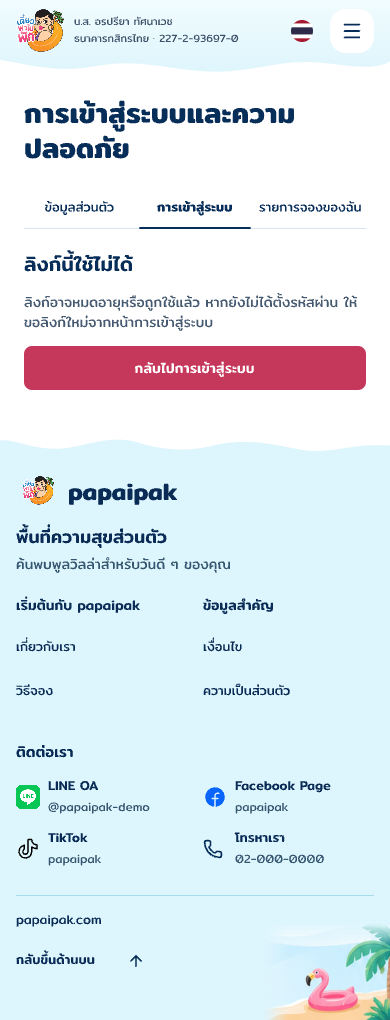 เที่ยว
พาย
พัก
น.ส. อรปรียา ทัศนาเวช
ธนาคารกสิกรไทย · 227-2-93697-0
การเข้าสู่ระบบและความ
ปลอดภัย
ข้อมูลส่วนตัว การเข้าสู่ระบบ รายการจองของฉัน
ลิงก์นี้ใช้ไม่ได้
ลิงก์อาจหมดอายุหรือถูกใช้แล้ว หากยังไม่ได้ตั้งรหัสผ่าน ให้
ขอลิงก์ใหม่จากหน้าการเข้าสู่ระบบ
กลับไปการเข้าสู่ระบบ
papaipak
พื้นที่ความสุขส่วนตัว
ค้นพบพูลวิลล่าสำหรับวันดี ๆ ของคุณ
เริ่มต้นกับ papaipak ข้อมูลสำคัญ
เกี่ยวกับเรา เงื่อนไข
วิธีจอง ความเป็นส่วนตัว
ติดต่อเรา
LINE
LINE OA Facebook Page
@papaipak-demo papaipak
TikTok โทรหาเรา
papaipak 02-000-0000
papaipak.com
กลับขึ้นด้านบน